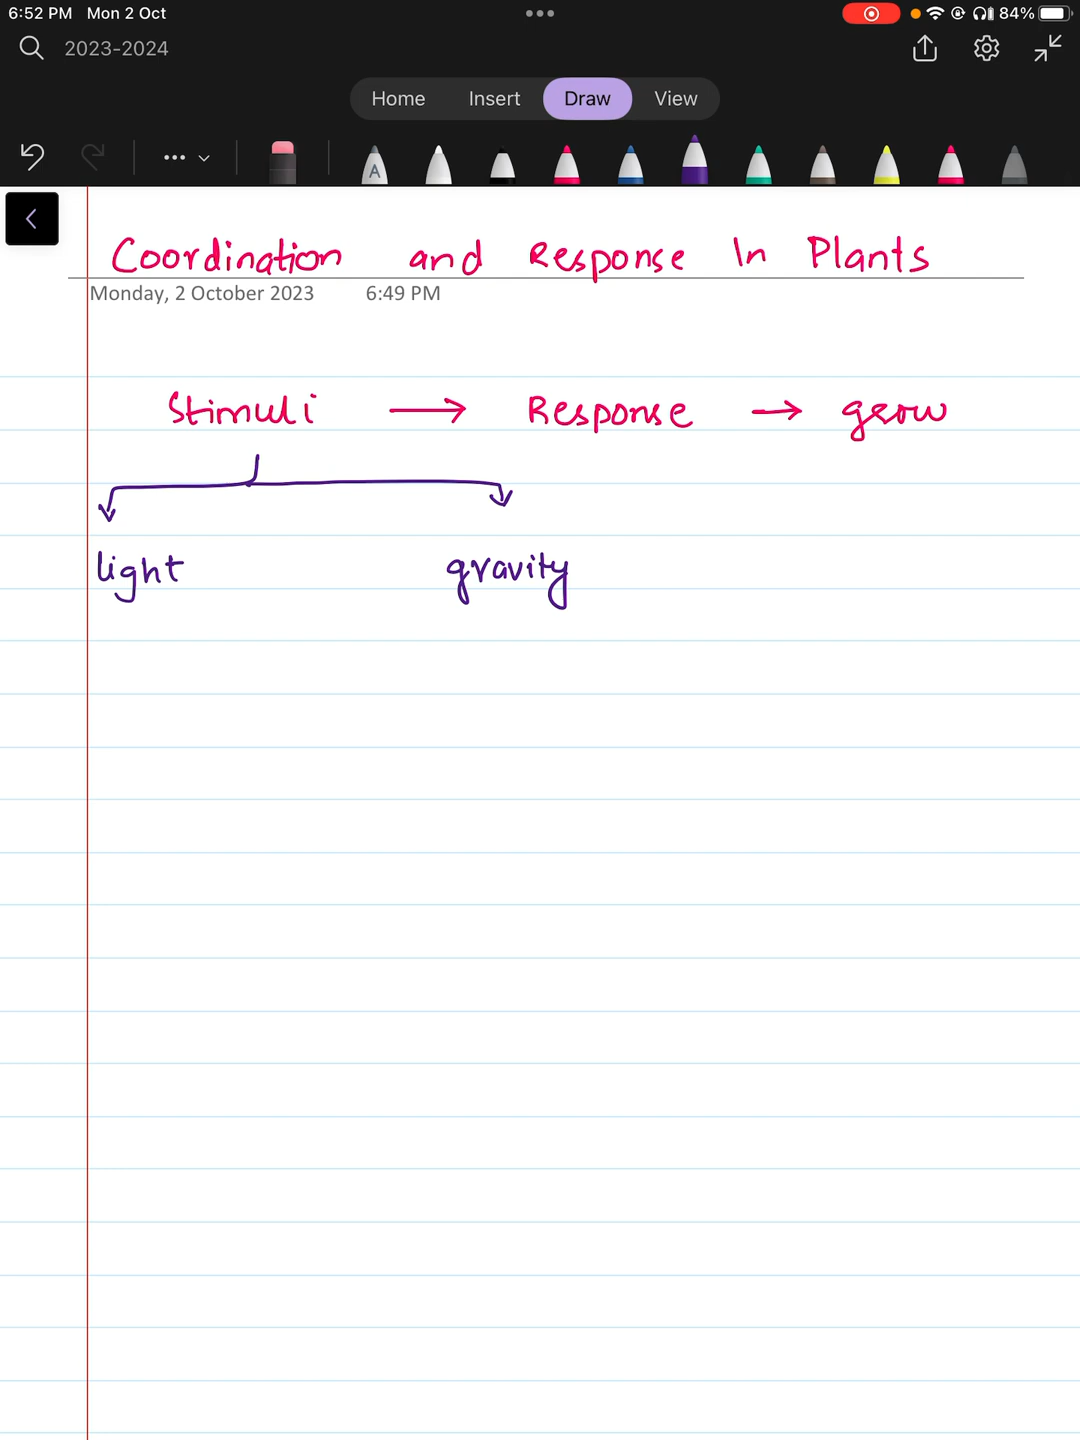 6:52 PM Mon 2 Oct 84%
2023-2024
Home Insert Draw View
A
Coordination and Response In Plants
Monday, 2 October 2023 6:49 PM
Stimuli → Response → grow
light gravity